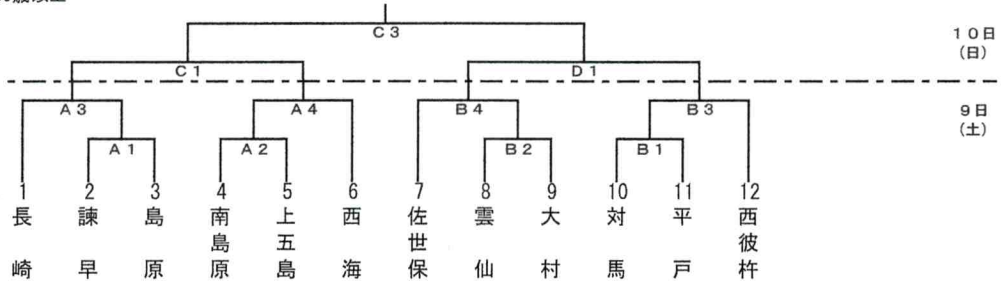 C3
10日
(日)
C1
D1
A3
A4
B4
B3
9日
(土)
A1
A2
B2
B1
1
2
3
4
5
6
7
8
9
10
11
12
長崎
諫早
島原
南島原
上五島
西海
佐世保
雲仙
大村
対馬
平戸
西彼杵